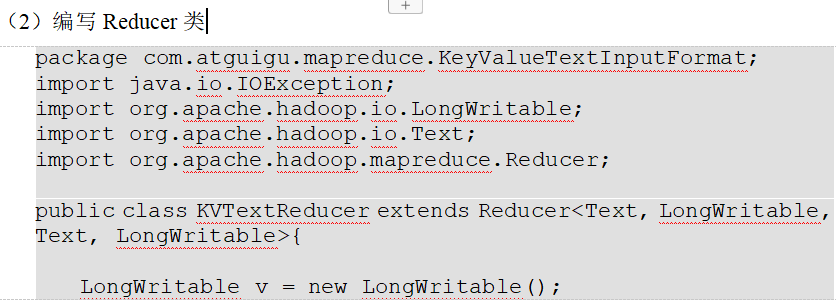 （2）编写 Reducer 类
package com.atguigu.mapreduce.KeyValueTextInputFormat;
import java.io.IOException;
import org.apache.hadoop.io.LongWritable;
import org.apache.hadoop.io.Text;
import org.apache.hadoop.mapreduce.Reducer;
public class KVTextReducer extends Reducer<Text, LongWritable,
Text, LongWritable>{
LongWritable v = new LongWritable();